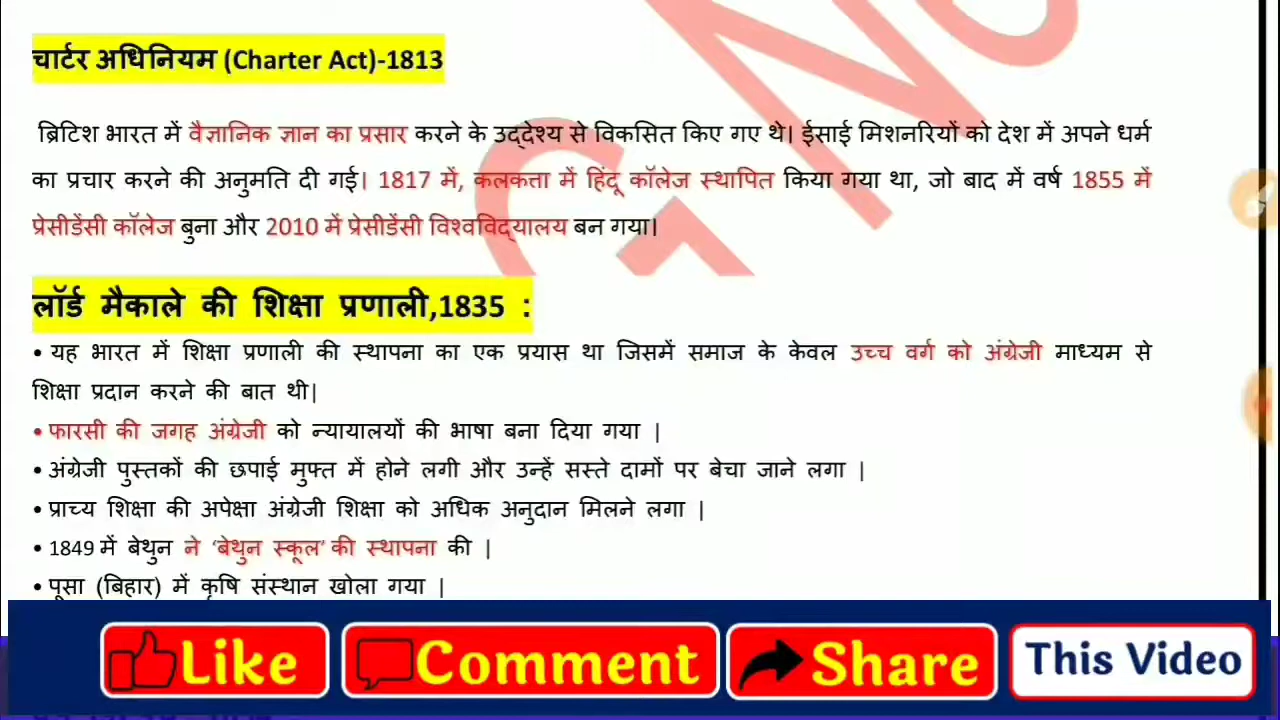 चार्टर अधिनियम (Charter Act)-1813
ब्रिटिश भारत में वैज्ञानिक ज्ञान का प्रसार करने के उद्देश्य से विकसित किए गए थे। ईसाई मिशनरियों को देश में अपने धर्म
का प्रचार करने की अनुमति दी गई। 1817 में, कलकत्ता में हिंदू कॉलेज स्थापित किया गया था, जो बाद में वर्ष 1855 में
प्रेसीडेंसी कॉलेज बुना और 2010 में प्रेसीडेंसी विश्वविद्यालय बन गया।
लॉर्ड मैकाले की शिक्षा प्रणाली,1835 :
• यह भारत में शिक्षा प्रणाली की स्थापना का एक प्रयास था जिसमें समाज के केवल उच्च वर्ग को अंग्रेजी माध्यम से
शिक्षा प्रदान करने की बात थी|
• फारसी की जगह अंग्रेजी को न्यायालयों की भाषा बना दिया गया |
• अंग्रेजी पुस्तकों की छपाई मुफ्त में होने लगी और उन्हें सस्ते दामों पर बेचा जाने लगा |
• प्राच्य शिक्षा की अपेक्षा अंग्रेजी शिक्षा को अधिक अनुदान मिलने लगा |
• 1849 में बेथुन ने ‘बेथुन स्कूल’ की स्थापना की |
• पूसा (बिहार) में कृषि संस्थान खोला गया |
Like Comment Share This Video